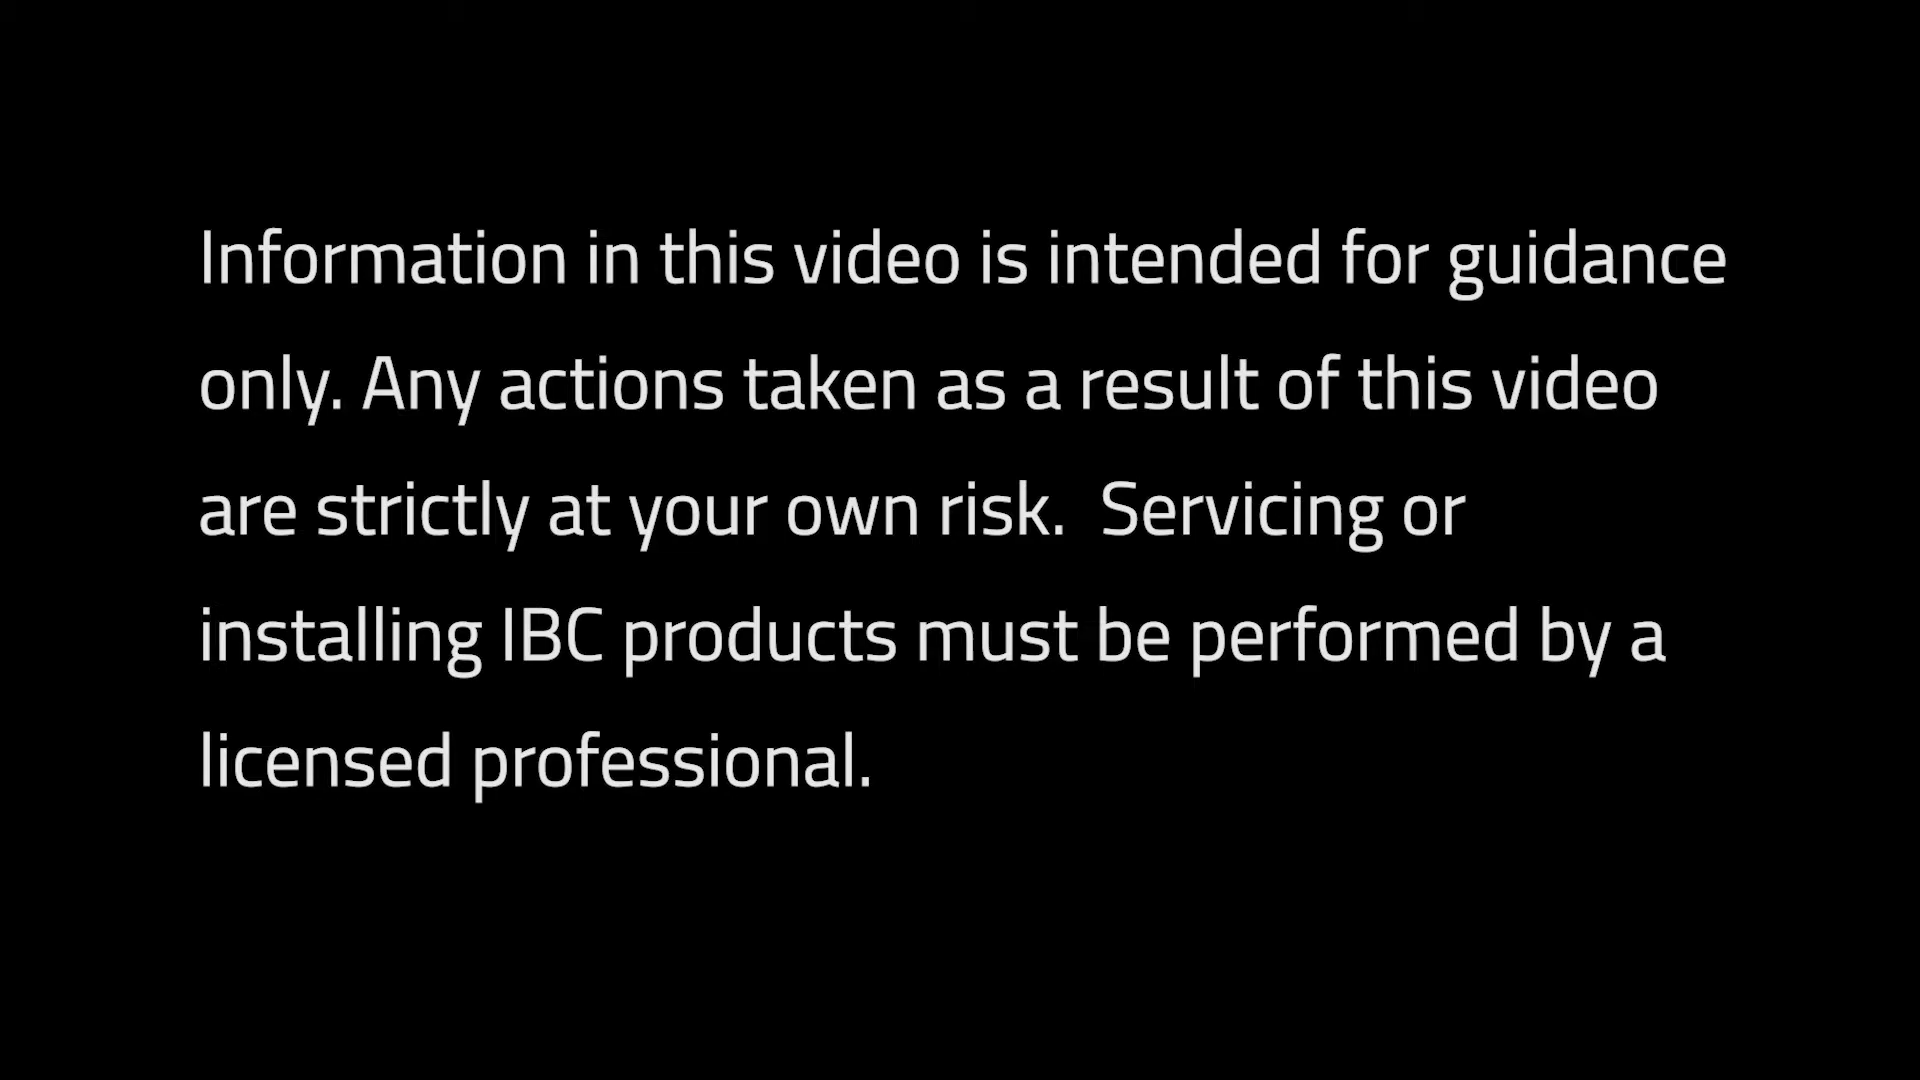 Information in this video is intended for guidance
only. Any actions taken as a result of this video
are strictly at your own risk.  Servicing or
installing IBC products must be performed by a
licensed professional.